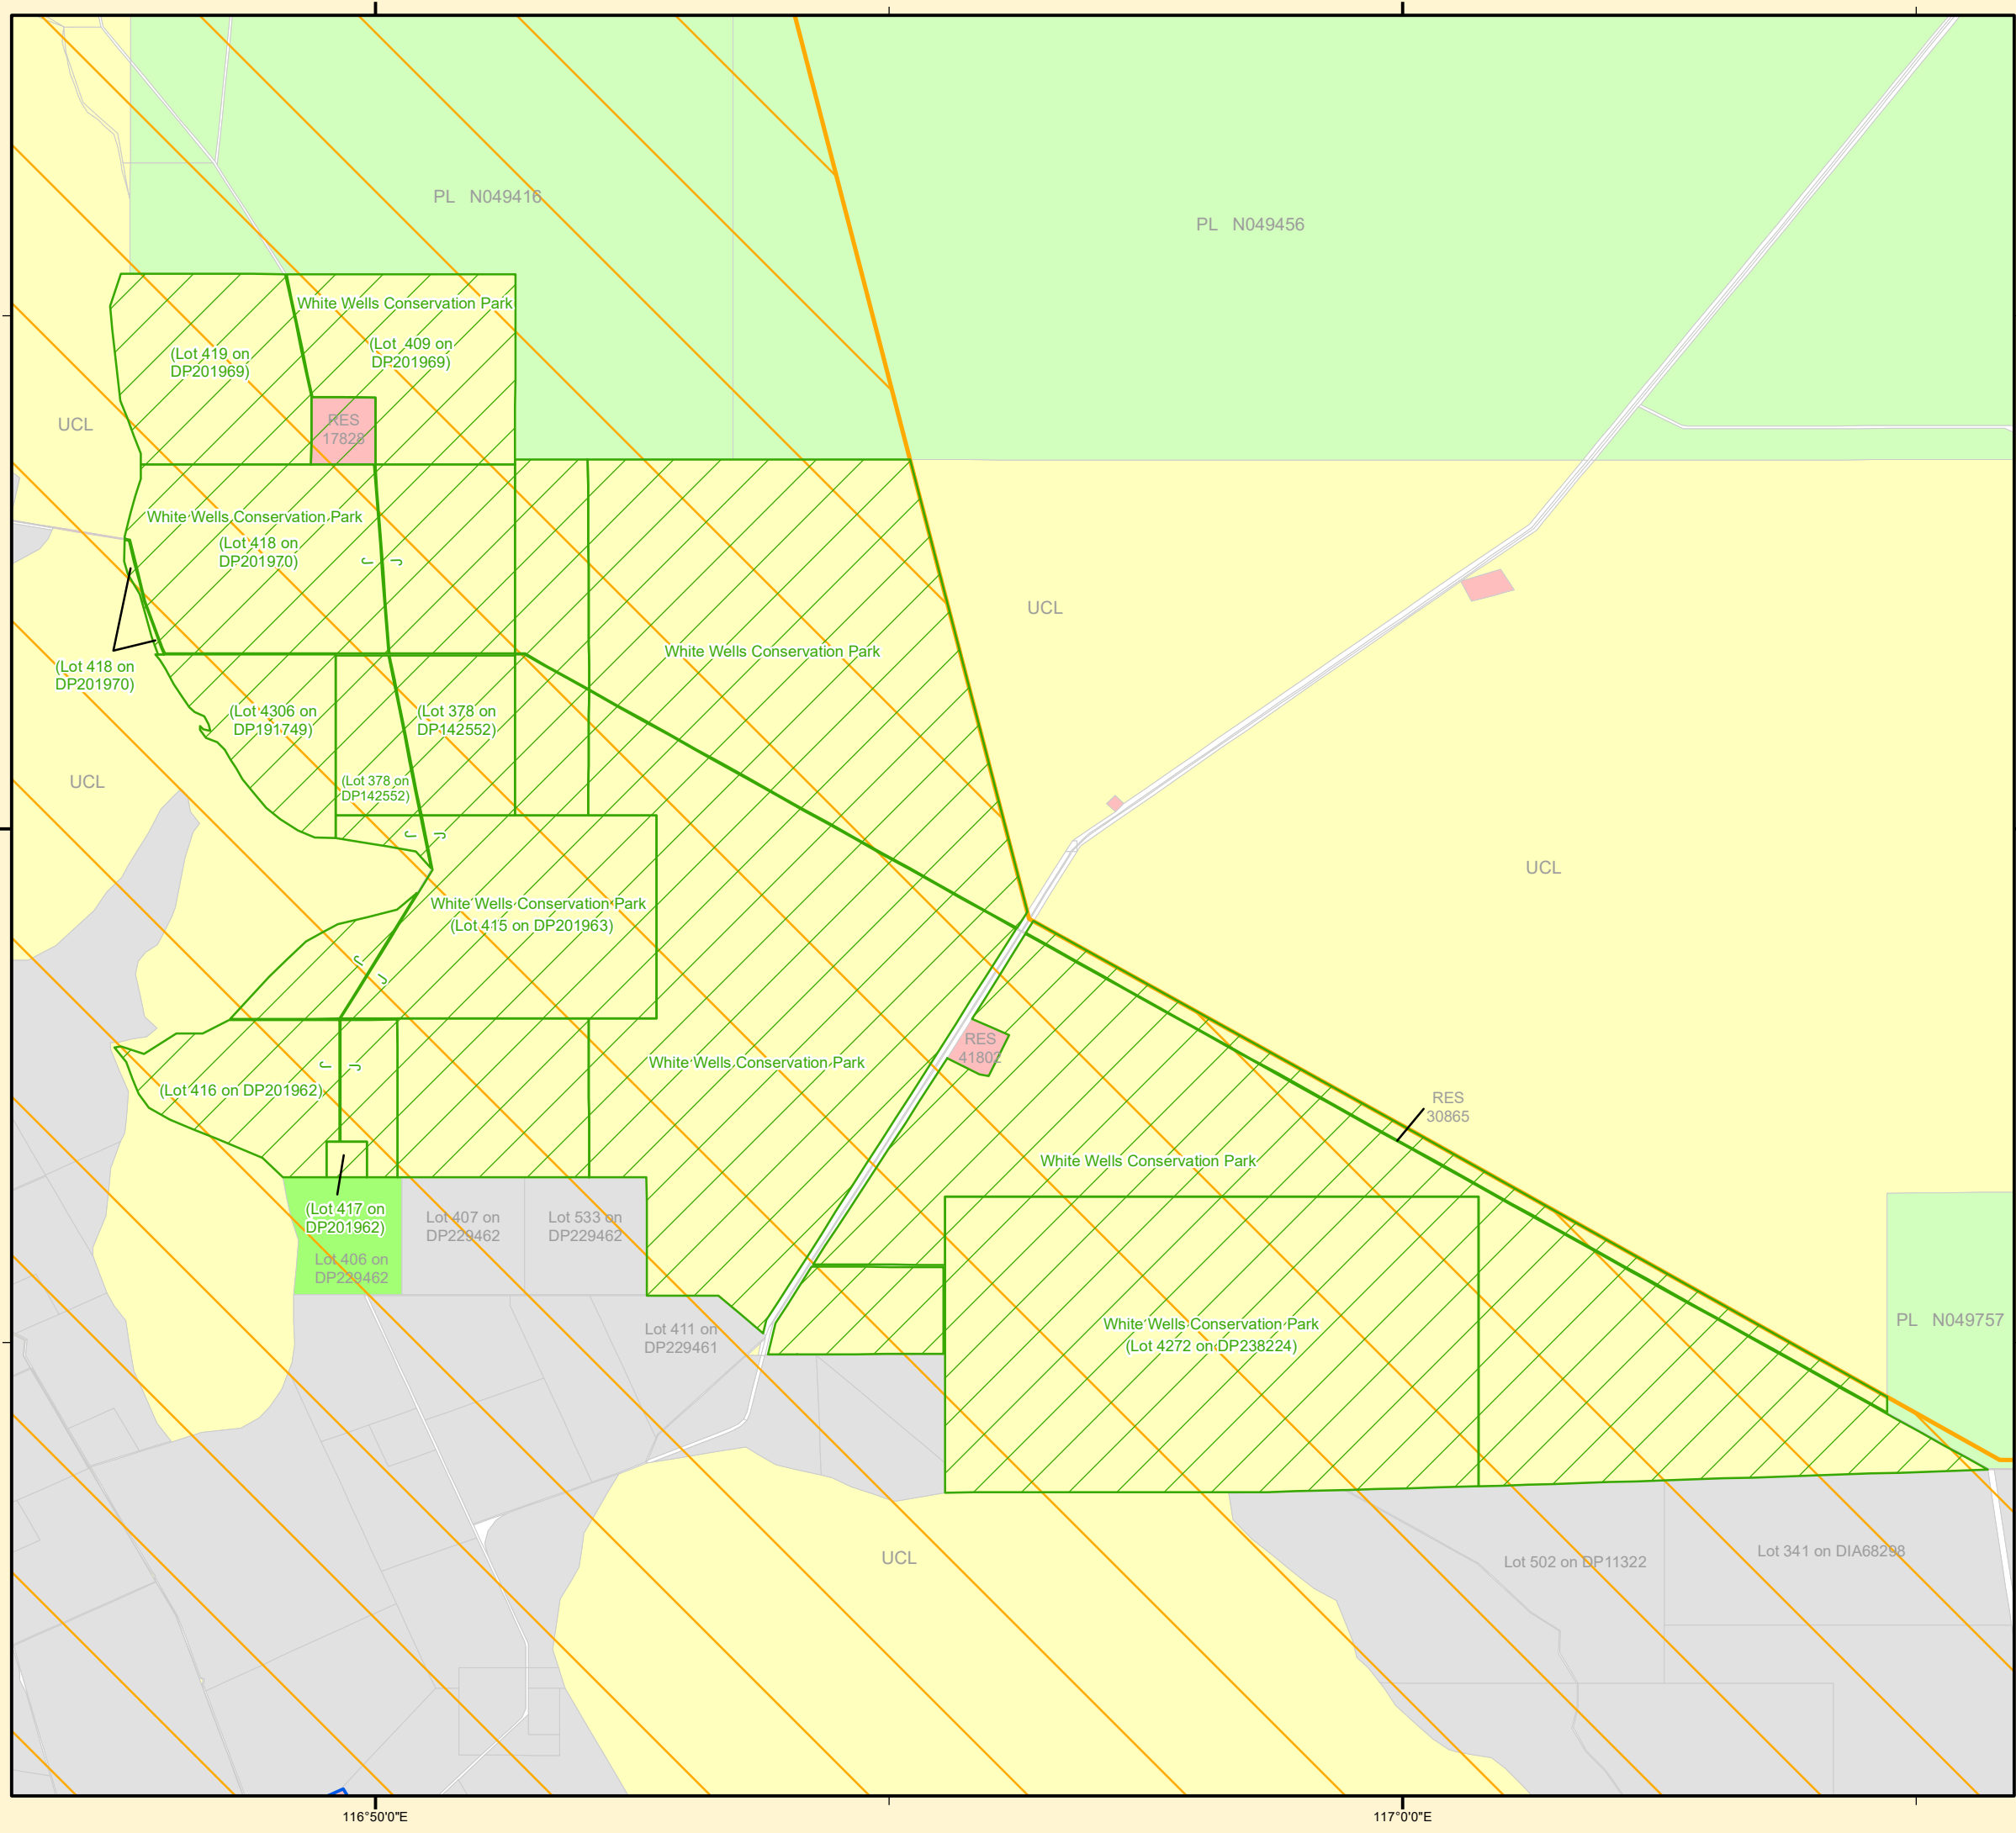 PL N049416
PL N049456
White Wells Conservation Park
(Lot 419 on
DP201969)
(Lot 409 on
DP201969)
RES
17828
UCL
White Wells Conservation Park
(Lot 418 on
DP201970)
UCL
White Wells Conservation Park
(Lot 418 on
DP201970)
(Lot 4306 on
DP191749)
(Lot 378 on
DP142552)
UCL
(Lot 378 on
DP142552)
UCL
White Wells Conservation Park
(Lot 415 on DP201963)
RES
41802
White Wells Conservation Park
(Lot 416 on DP201962)
RES
30865
White Wells Conservation Park
(Lot 417 on
DP201962)
Lot 407 on
DP229462
Lot 533 on
DP229462
Lot 406 on
DP229462
Lot 411 on
DP229461
White Wells Conservation Park
(Lot 4272 on DP238224)
PL N049757
UCL
Lot 502 on DP11322
Lot 341 on DIA68298
116°50'0"E
117°0'0"E